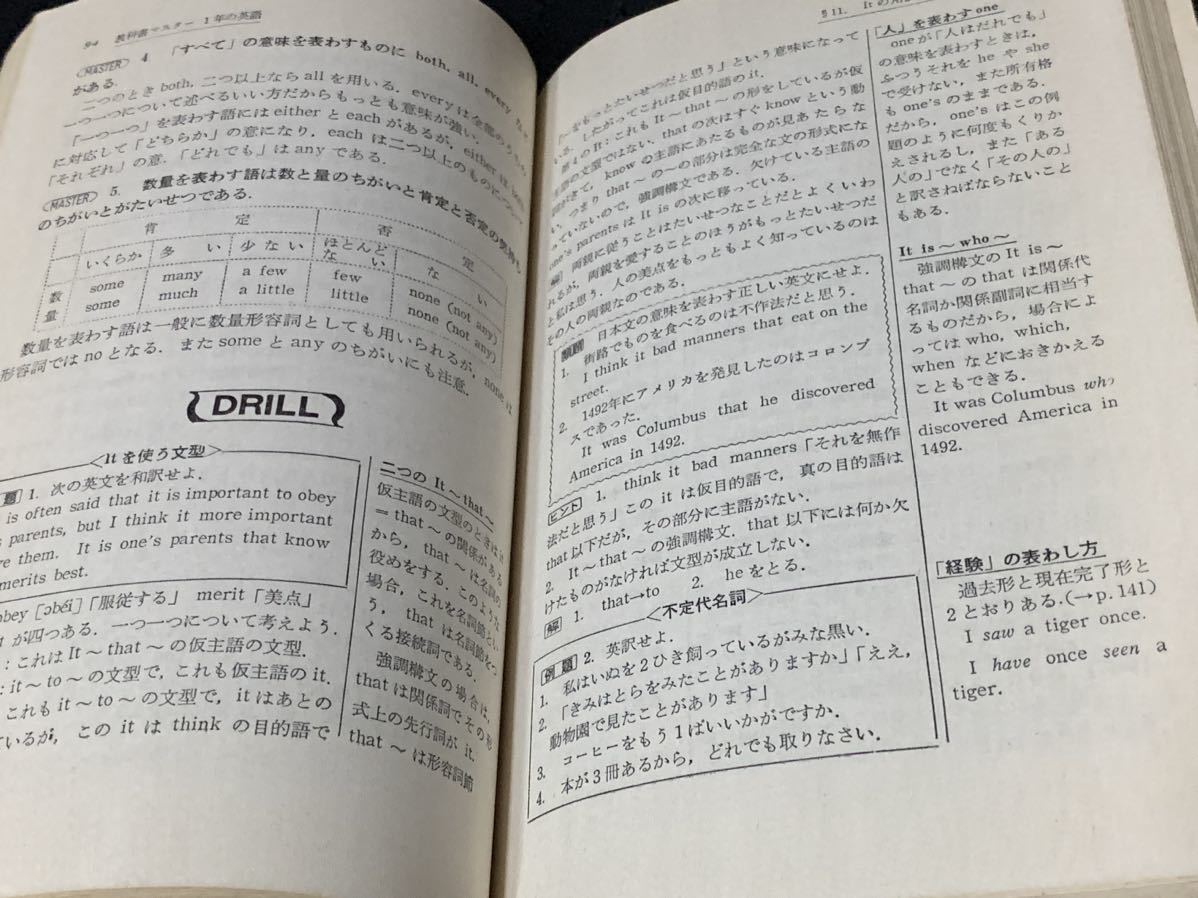 94 教科書マスター 1年の英語
MASTER 4 「すべて」の意味を表わすものに both, all, every
がある.
二つのとき both, 二つ以上なら all を用いる. every は全
一つ一つについて述べるいい方だからもっとも意味が強い.
「一つ一つ」を表わす語には either と each があるが, either は
に対応して「どちらか」の意になり, each は二つ以上のものに
「それぞれ」の意.「どれでも」は any である.
MASTER 5. 数量を表わす語は数と量のちがいと肯定と否定の
のちがいとがたいせつである.
肯 定 否 定
いくらか 多 い 少 ない ほとんどない な い
数 some many a few few none (not any)
量 some much a little little none (not any)
数量を表わす語は一般に数量形容詞としても用いられるが, none は
形容詞では no となる. また some と any のちがいにも注意.
DRILL
It を使う文型
題 1. 次の英文を和訳せよ.
is often said that it is important to obey
parents, but I think it more important
them. It is one's parents that know
merits best.
obey [əbéi]「服従する」 merit「美点」
が四つある. 一つ一つについて考えよう.
: これは It～that～の仮主語の文型.
: it～to～の文型で, これも仮主語の it.
これも it～to～の文型で, it はあとの
ているが, この it は think の目的語で
二つの It～that～
仮主語の文型のときは
＝that～の関係がある
から, that～は名詞の
役めをする. このような
場合, これを名詞節とい
う, that は名詞節をつ
くる接続詞である.
強調構文の場合は,
that は関係詞でその形
式上の先行詞が it.
that～は形容詞節
§11. It の
一番もっとたいせつだと思う」という意味になって
いる. したがってこれは仮目的語の it.
第4の It: これも It～that～の形をしているが仮
主語の文型ではない. that の次はすぐ know という動
詞がきて, know の主語にあたるものが見あたらな
い. つまり that～の～の部分は完全な文の形式にな
っていないので, 強調構文である. 欠けている主語の
one's parents は It is の次に移っている.
両親に従うことはたいせつなことだとよくいわ
れるが, 両親を愛することのほうがもっとたいせつだ
と私は思う. 人の美点をもっともよく知っているのは
その人の両親なのである.
類題 日本文の意味を表わす正しい英文にせよ.
1. 街路でものを食べるのは不作法だと思う.
I think it bad manners that eat on the
street.
2. 1492年にアメリカを発見したのはコロンブ
スであった.
It was Columbus that he discovered
America in 1492.
ヒント 1. think it bad manners「それを無作
法だと思う」この it は仮目的語で, 真の目的語は
that 以下だが, その部分に主語がない.
2. It～that～の強調構文. that 以下には何か欠
けたものがなければ文型が成立しない.
解 1. that→to 2. he をとる.
不定代名詞
例題 2. 英訳せよ.
1. 私はいぬを2ひき飼っているがみな黒い.
2. 「きみはとらをみたことがありますか」「ええ,
動物園で見たことがあります」
3. コーヒーをもう1ぱいいかがですか.
4. 本が3冊あるから, どれでも取りなさい.
「人」を表わす one
one が「人はだれでも」
の意味を表わすときは,
ふつうそれを he や she
で受けない, また所有格
も one's のままである.
だから, one's はこの例
題のように何度もくりか
えされるし, また「ある
人の」でなく「その人の」
と訳さねばならないこと
もある.
It is～who～
強調構文の It is～
that～の that は関係代
名詞か関係副詞に相当す
るものだから, 場合によ
っては who, which,
when などにおきかえる
こともできる.
It was Columbus who
discovered America in
1492.
「経験」の表わし方
過去形と現在完了形と
2とおりある.(→p. 141)
I saw a tiger once.
I have once seen a
tiger.